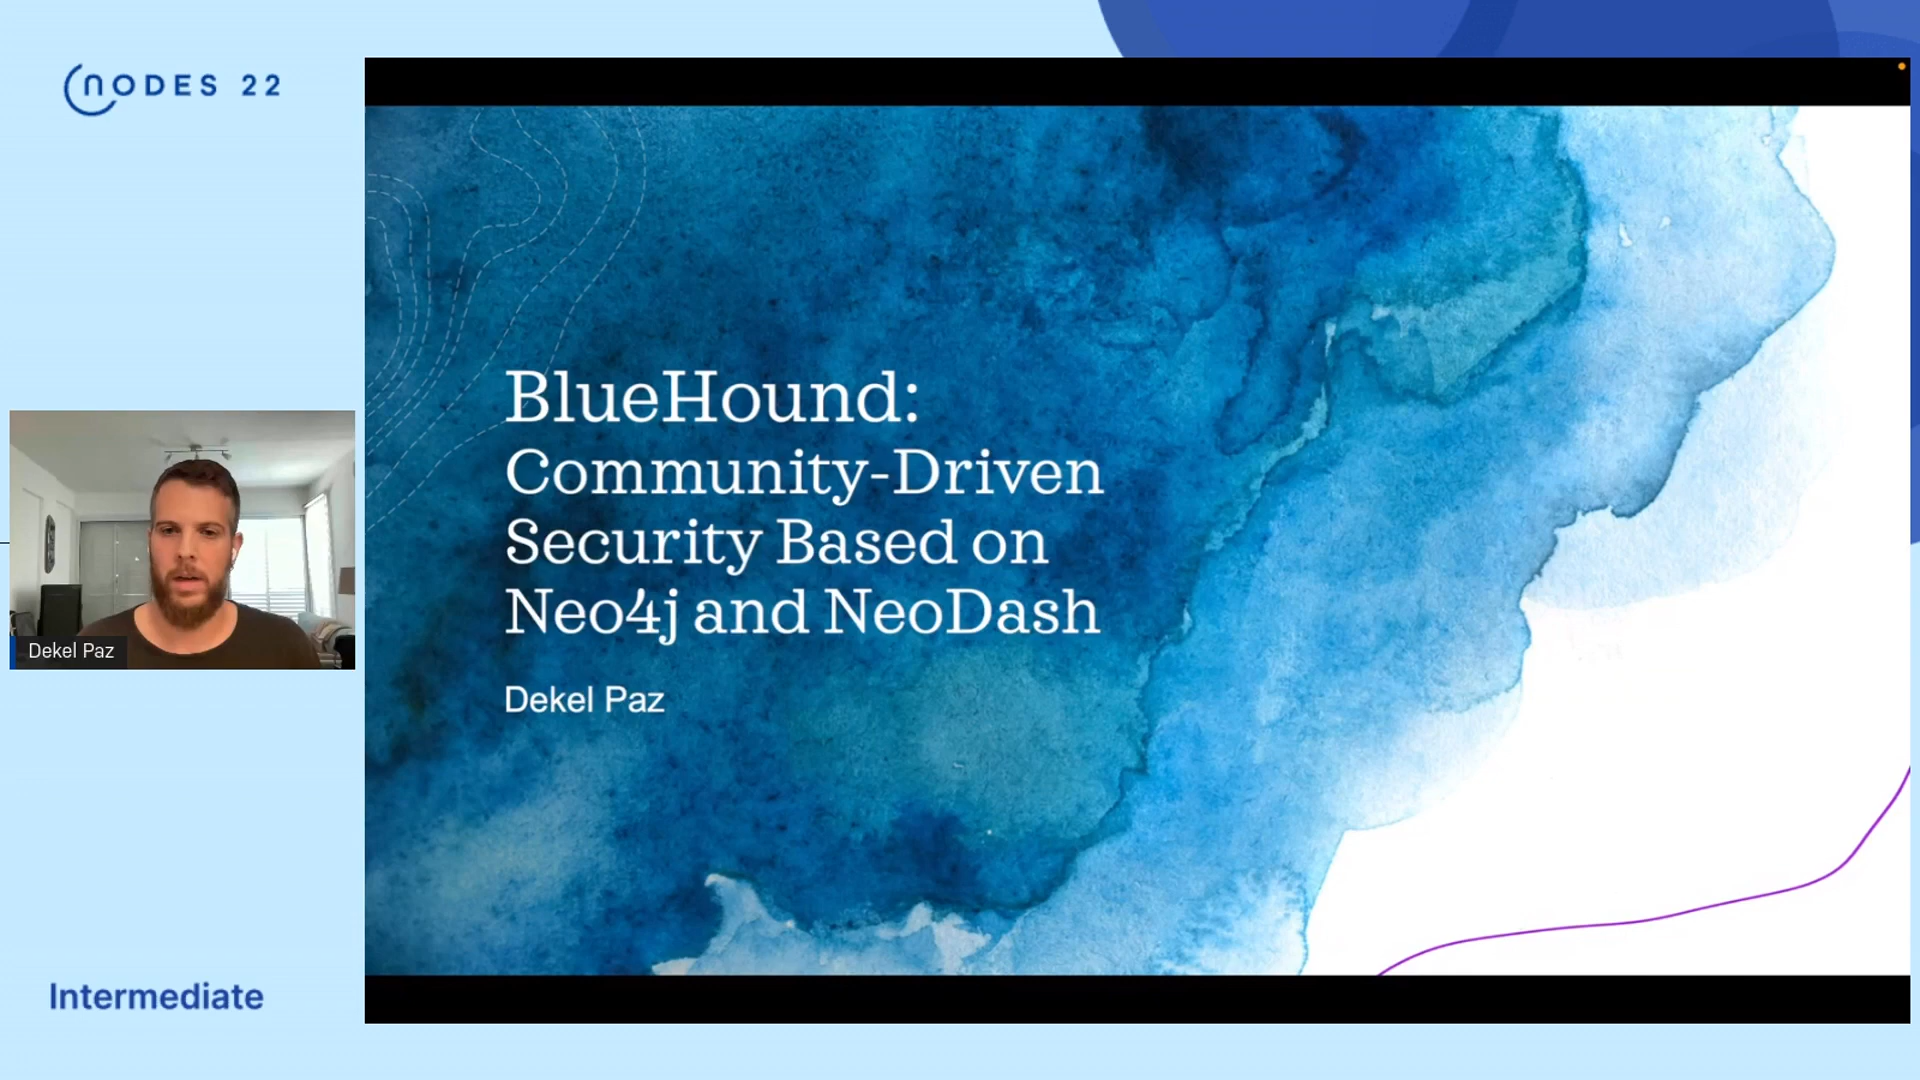 NODES 22
BlueHound:
Community-Driven
Security Based on
Neo4j and NeoDash
Dekel Paz
Dekel Paz
Intermediate